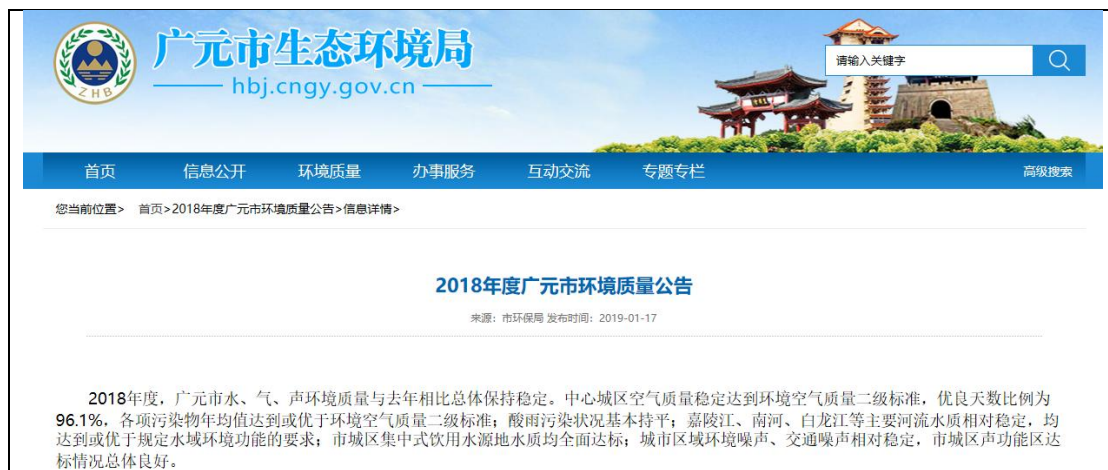 广元市生态环境局
hbj.cngy.gov.cn
ZHB
请输入关键字
首页 信息公开 环境质量 办事服务 互动交流 专题专栏 高级搜索
您当前位置> 首页>2018年度广元市环境质量公告>信息详情>
2018年度广元市环境质量公告
来源：市环保局 发布时间：2019-01-17
2018年度，广元市水、气、声环境质量与去年相比总体保持稳定。中心城区空气质量稳定达到环境空气质量二级标准，优良天数比例为
96.1%，各项污染物年均值达到或优于环境空气质量二级标准；酸雨污染状况基本持平；嘉陵江、南河、白龙江等主要河流水质相对稳定，均
达到或优于规定水域环境功能的要求；市城区集中式饮用水源地水质均全面达标；城市区域环境噪声、交通噪声相对稳定，市城区声功能区达
标情况总体良好。